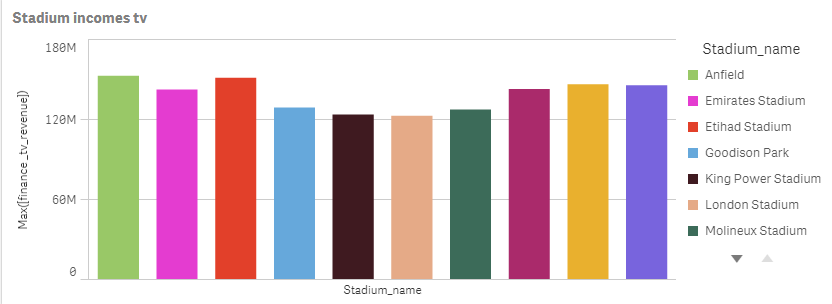 Stadium incomes tv
180M
120M
60M
0
Max([finance_tv_revenue])
Stadium_name
Stadium_name
Anfield
Emirates Stadium
Etihad Stadium
Goodison Park
King Power Stadium
London Stadium
Molineux Stadium